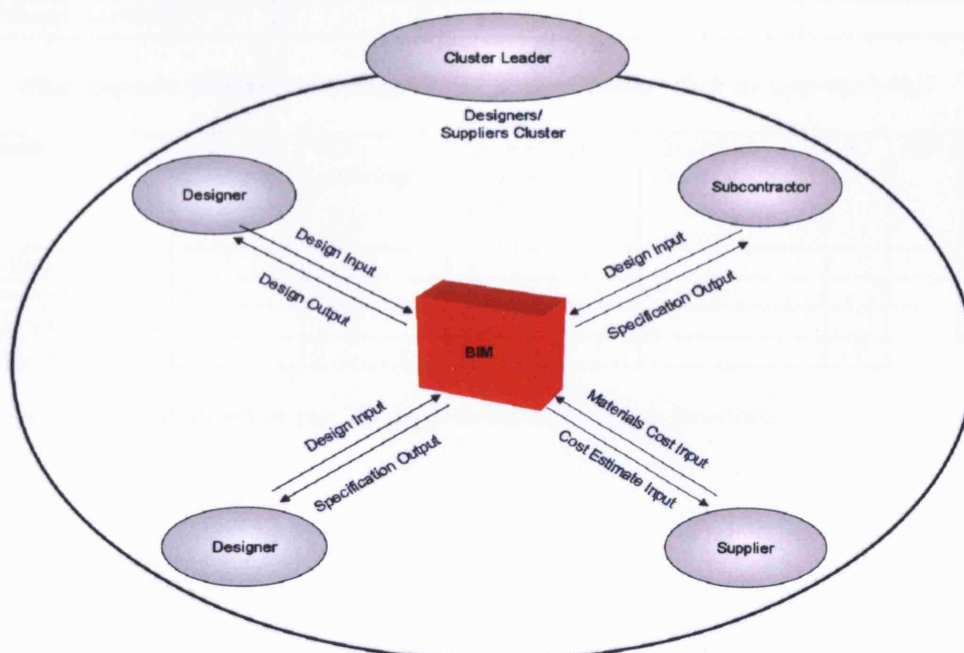 Cluster Leader
Designers/
Suppliers Cluster
Designer
Subcontractor
Design Input
Design Output
Design Input
Specification Output
BIM
Design Input
Specification Output
Materials Cost Input
Cost Estimate Input
Designer
Supplier